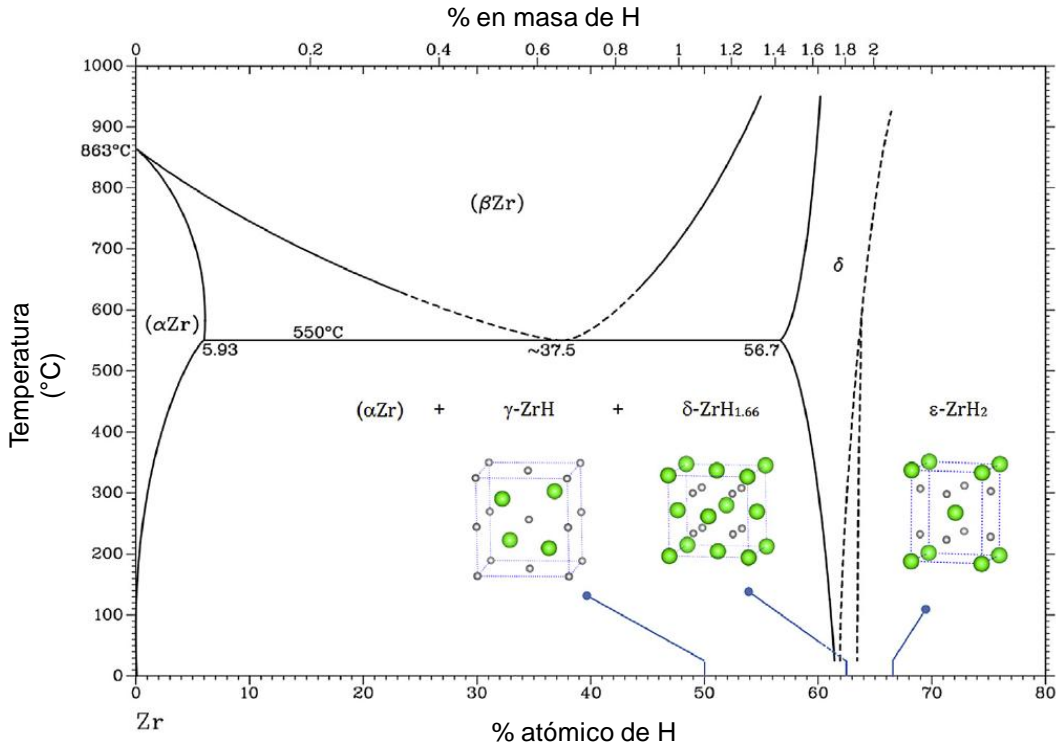 % en masa de H
0 0.2 0.4 0.6 0.8 1 1.2 1.4 1.6 1.8 2
1000
900
863°C
800
700
600
500
400
300
200
100
0
Temperatura
(°C)
(βZr)
δ
(αZr)
550°C
5.93 ~37.5 56.7
(αZr) + γ-ZrH + δ-ZrH1.66 ε-ZrH2
0 10 20 30 40 50 60 70 80
Zr
% atómico de H